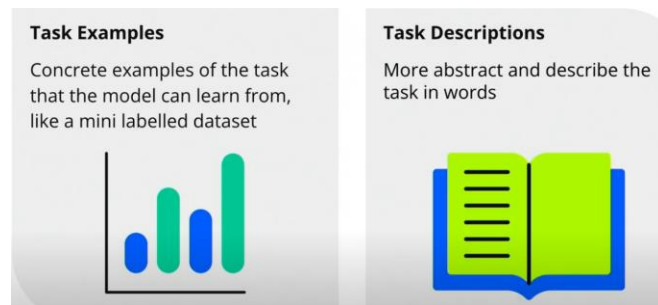 Task Examples
Concrete examples of the task
that the model can learn from,
like a mini labelled dataset
Task Descriptions
More abstract and describe the
task in words